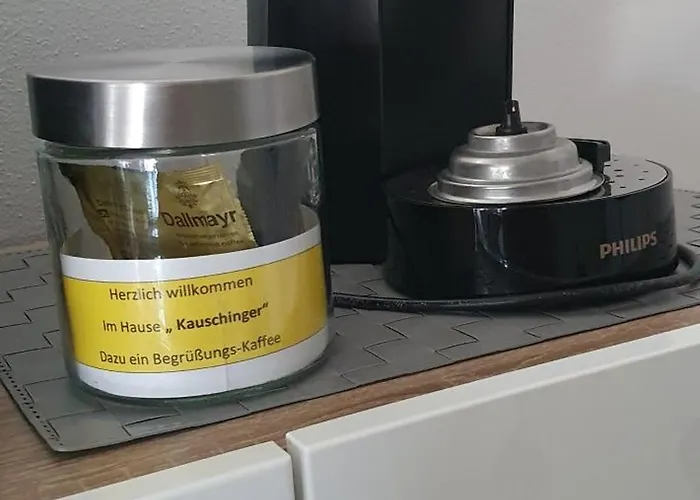 Dallmayr
Herzlich willkommen
Im Hause „ Kauschinger“
Dazu ein Begrüßungs-Kaffee
PHILIPS